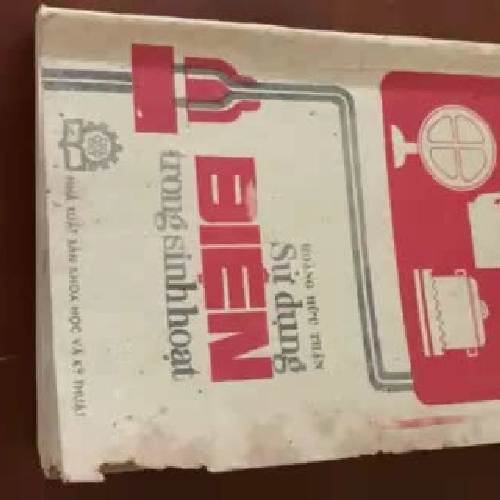 HOÀNG HỮU THẬN
Sử dụng
ĐIỆN
trong sinh hoạt
NHÀ XUẤT BẢN KHOA HỌC VÀ KỸ THUẬT